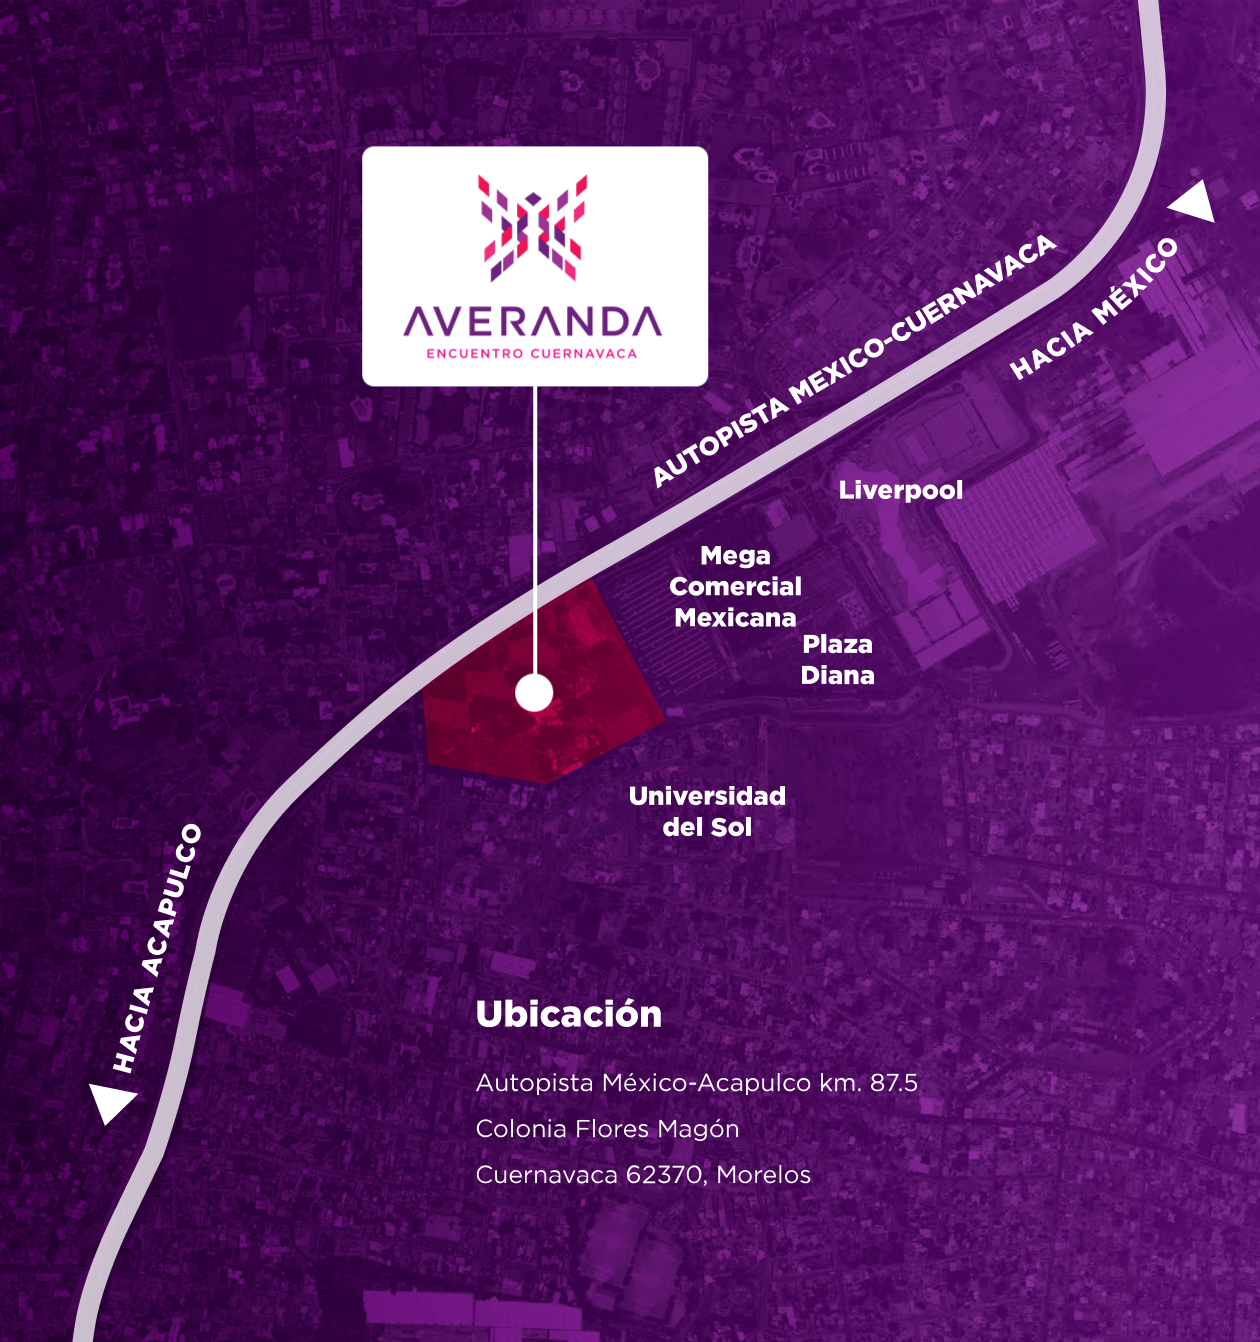 AVERANDA
ENCUENTRO CUERNAVACA
AUTOPISTA MEXICO-CUERNAVACA
HACIA MÉXICO
Liverpool
Mega
Comercial
Mexicana
Plaza
Diana
Universidad
del Sol
HACIA ACAPULCO
Ubicación
Autopista México-Acapulco km. 87.5
Colonia Flores Magón
Cuernavaca 62370, Morelos